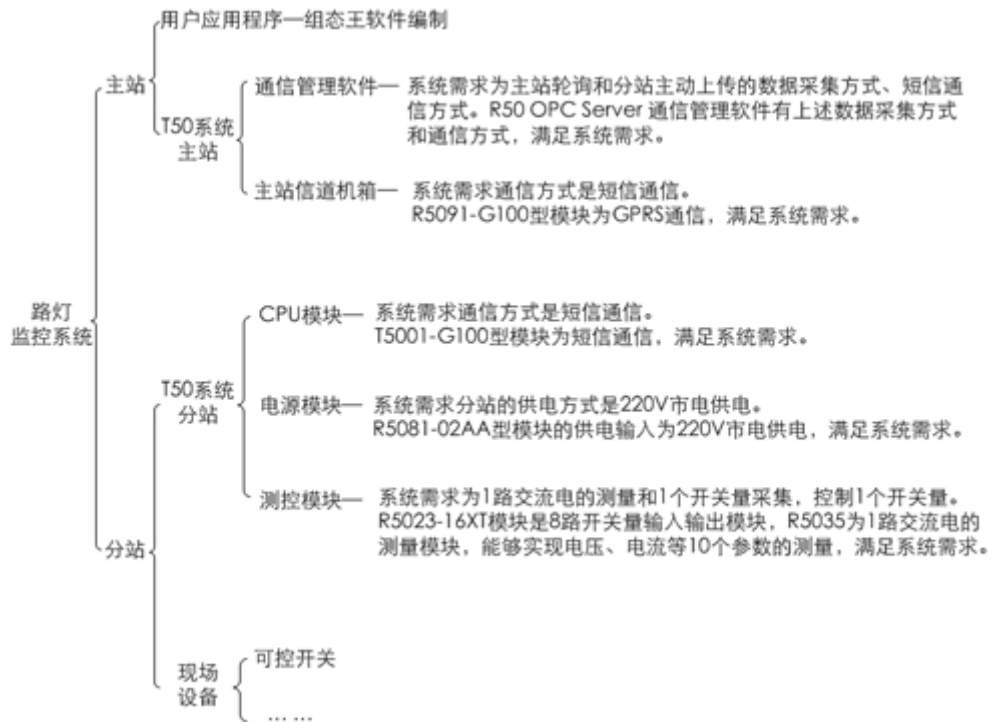 用户应用程序—组态王软件编制
主站
通信管理软件— 系统需求为主站轮询和分站主动上传的数据采集方式、短信通
信方式。R50 OPC Server 通信管理软件有上述数据采集方式
和通信方式，满足系统需求。
T50系统
主站
主站信道机箱— 系统需求通信方式是短信通信。
R5091-G100型模块为GPRS通信，满足系统需求。
路灯
监控系统
CPU模块— 系统需求通信方式是短信通信。
T5001-G100型模块为短信通信，满足系统需求。
T50系统
分站
电源模块— 系统需求分站的供电方式是220V市电供电。
R5081-02AA型模块的供电输入为220V市电供电，满足系统需求。
测控模块— 系统需求为1路交流电的测量和1个开关量采集，控制1个开关量。
R5023-16XT模块是8路开关量输入输出模块，R5035为1路交流电的
测量模块，能够实现电压、电流等10个参数的测量，满足系统需求。
分站
现场
设备
可控开关
… …